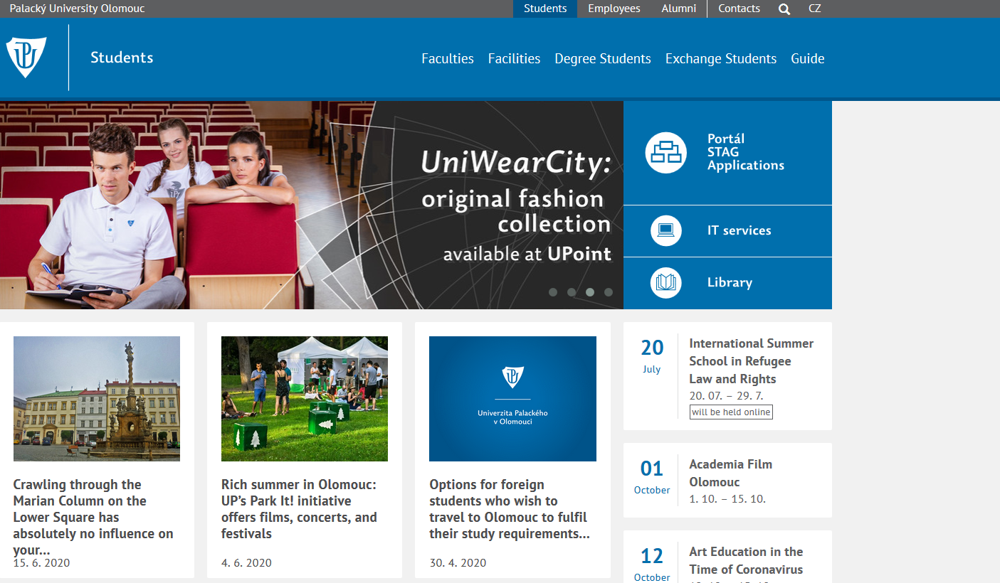 Palacký University Olomouc
Students
Employees
Alumni
Contacts
CZ
UP
Students
Faculties
Facilities
Degree Students
Exchange Students
Guide
UniWearCity:
original fashion
collection
available at UPoint
Portál
STAG
Applications
IT services
Library
Crawling through the
Marian Column on the
Lower Square has
absolutely no influence on
your...
15. 6. 2020
Rich summer in Olomouc:
UP’s Park It! initiative
offers films, concerts, and
festivals
4. 6. 2020
UP
Univerzita Palackého
v Olomouci
Options for foreign
students who wish to
travel to Olomouc to fulfil
their study requirements...
30. 4. 2020
20
July
International Summer
School in Refugee
Law and Rights
20. 07. – 29. 7.
will be held online
01
October
Academia Film
Olomouc
1. 10. – 15. 10.
12
October
Art Education in the
Time of Coronavirus